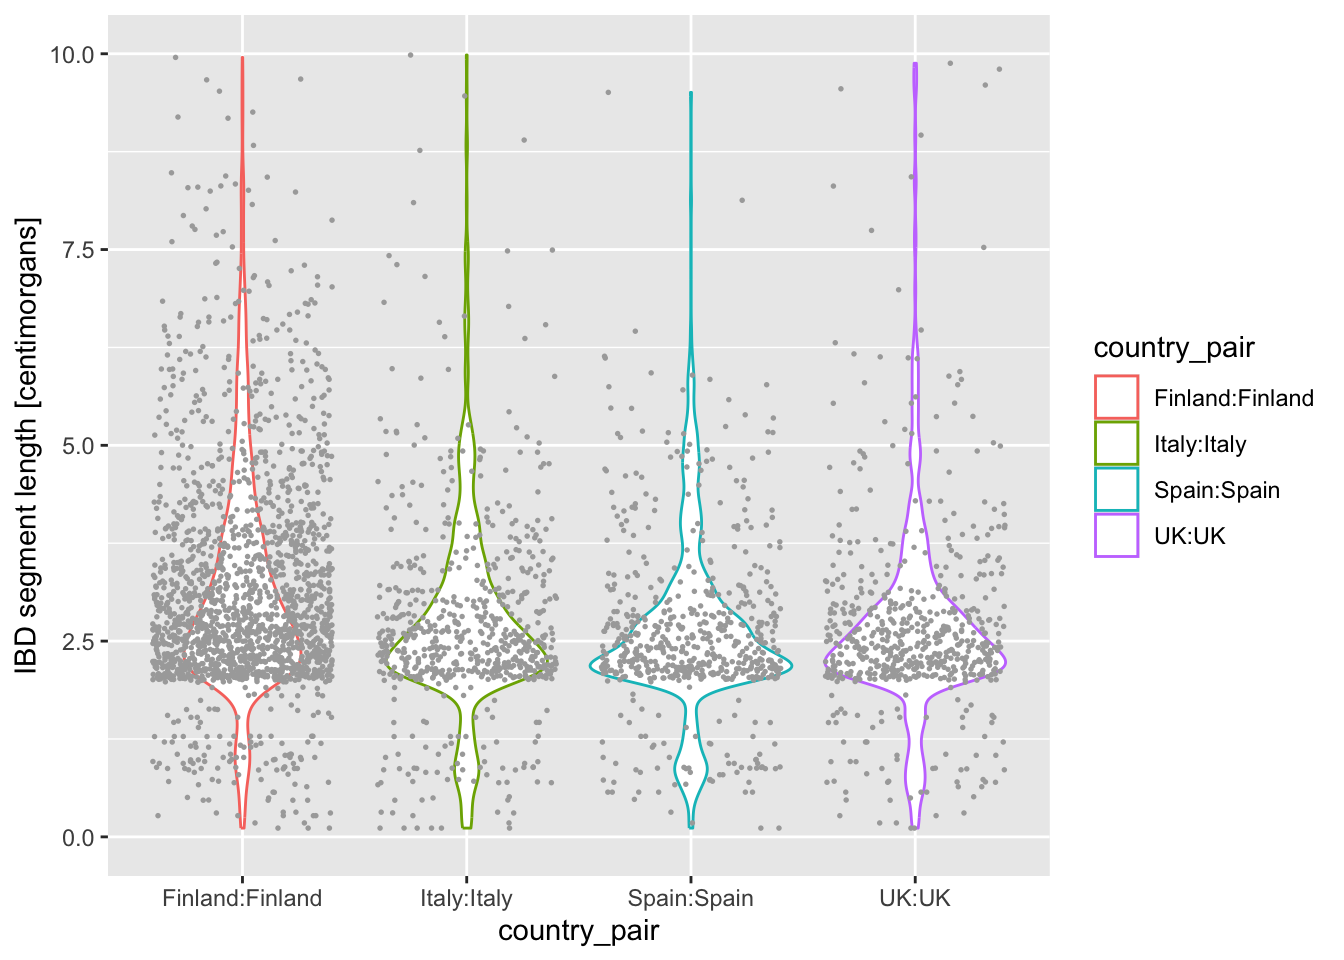 IBD segment length [centimorgans]
10.0
7.5
5.0
2.5
0.0
Finland:Finland
Italy:Italy
Spain:Spain
UK:UK
country_pair
country_pair
Finland:Finland
Italy:Italy
Spain:Spain
UK:UK